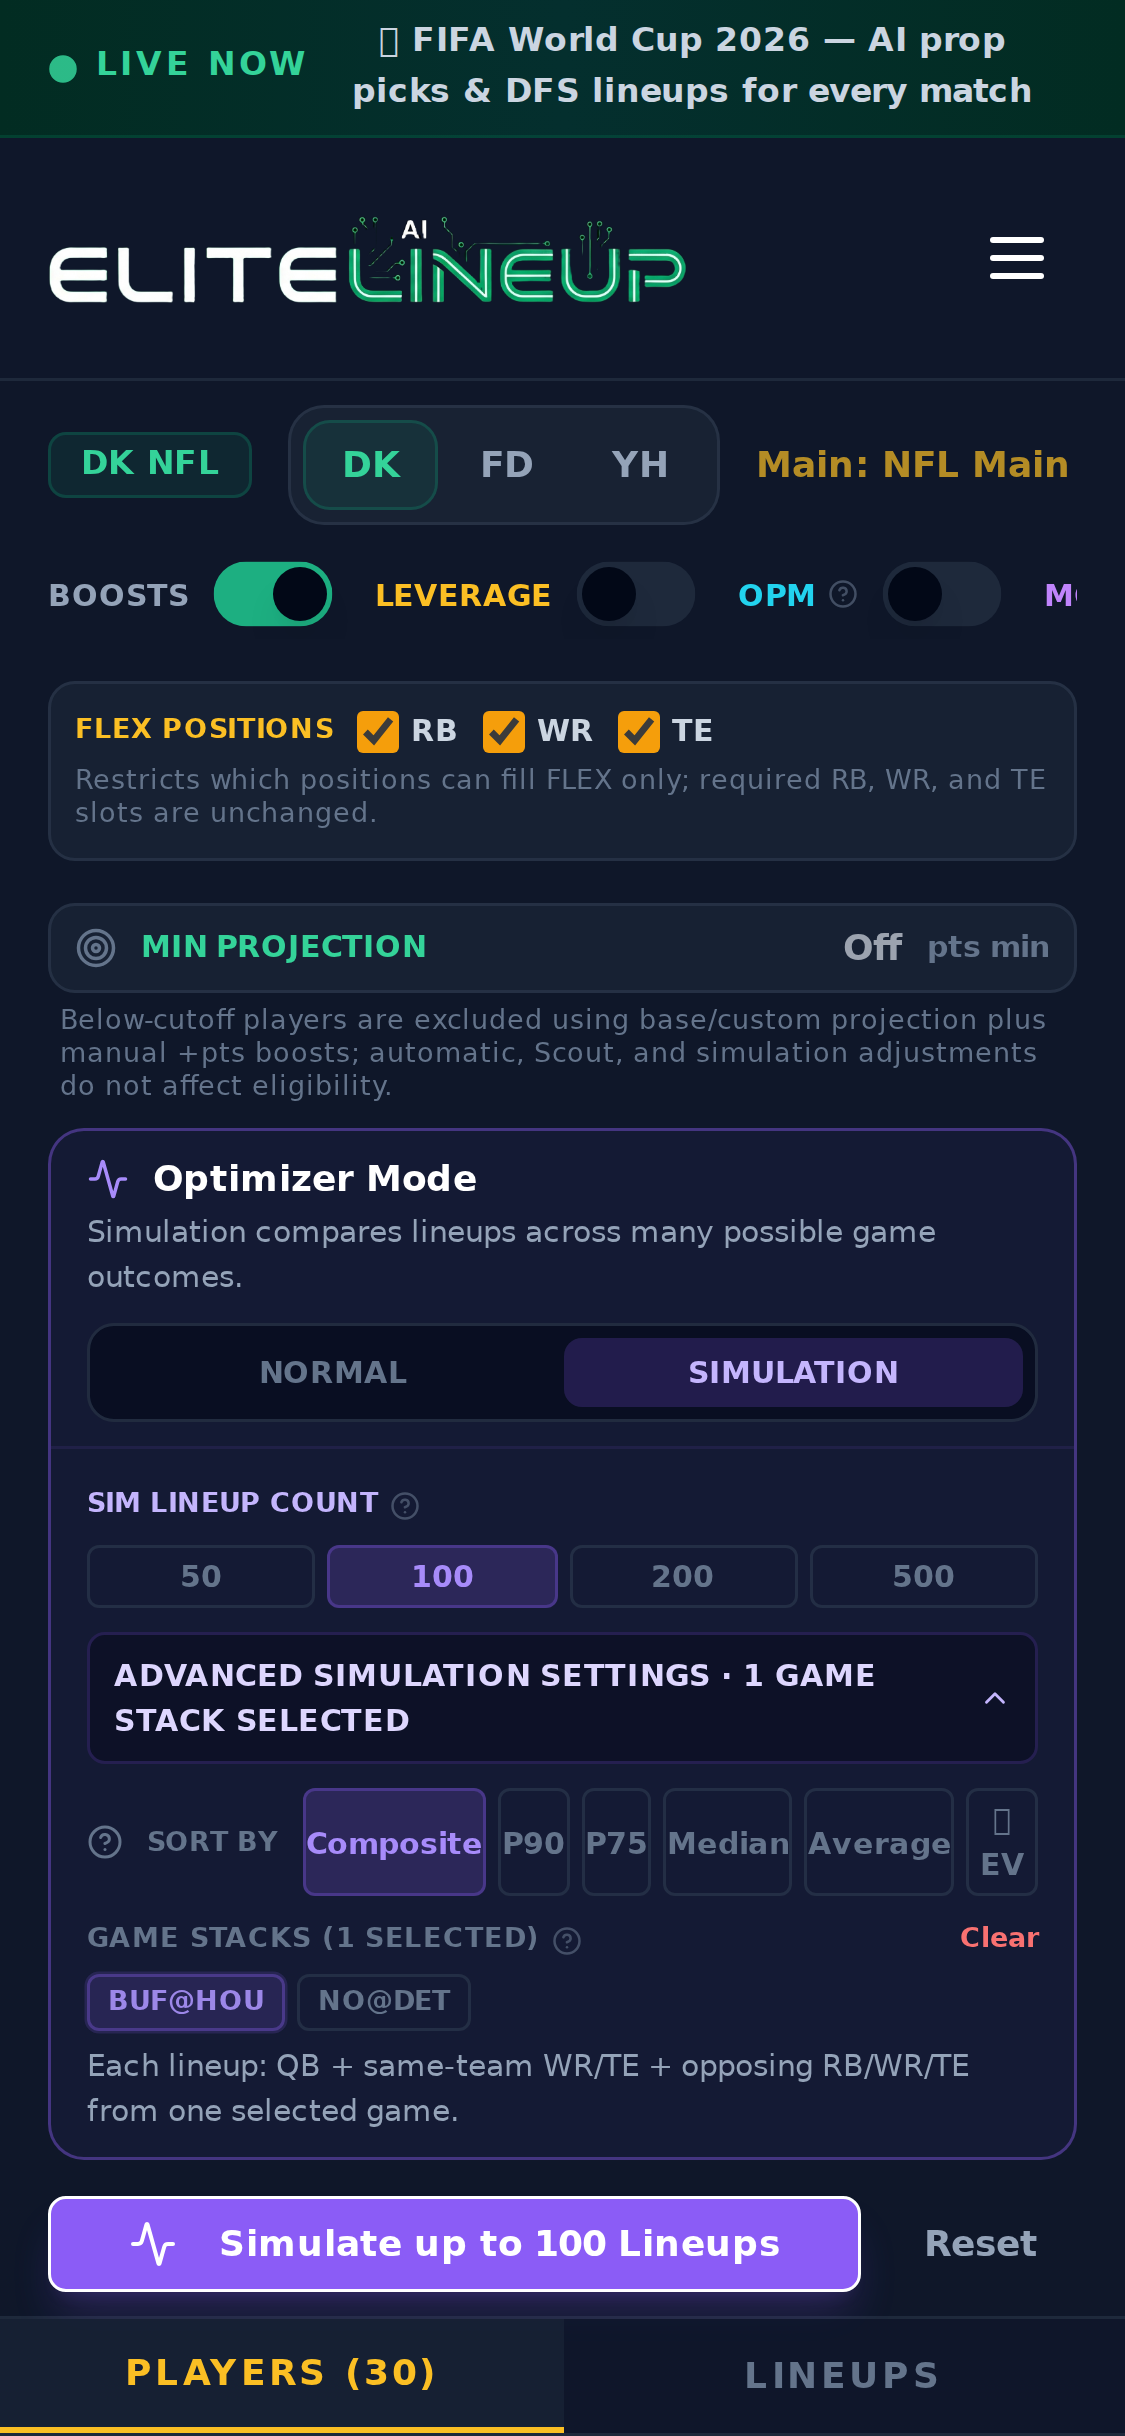 LIVE NOW
FIFA World Cup 2026 — AI prop
picks & DFS lineups for every match
ELITE LINEUP AI
DK NFL
DK FD YH
Main: NFL Main
BOOSTS LEVERAGE OPM
FLEX POSITIONS RB WR TE
Restricts which positions can fill FLEX only; required RB, WR, and TE
slots are unchanged.
MIN PROJECTION Off pts min
Below-cutoff players are excluded using base/custom projection plus
manual +pts boosts; automatic, Scout, and simulation adjustments
do not affect eligibility.
Optimizer Mode
Simulation compares lineups across many possible game
outcomes.
NORMAL SIMULATION
SIM LINEUP COUNT
50 100 200 500
ADVANCED SIMULATION SETTINGS · 1 GAME
STACK SELECTED
SORT BY Composite P90 P75 Median Average EV
GAME STACKS (1 SELECTED) Clear
BUF@HOU NO@DET
Each lineup: QB + same-team WR/TE + opposing RB/WR/TE
from one selected game.
Simulate up to 100 Lineups Reset
PLAYERS (30) LINEUPS